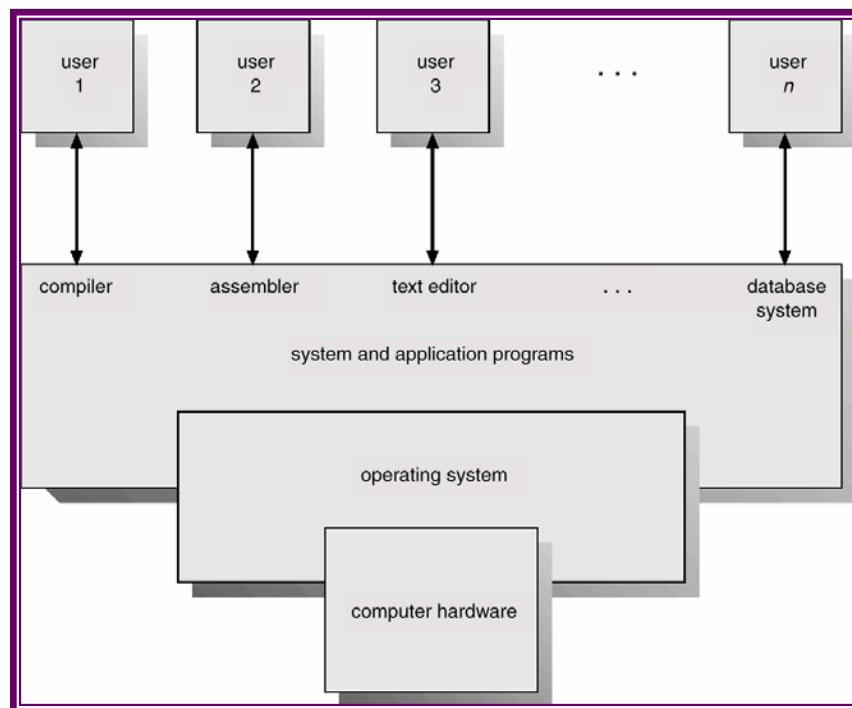 user
1
user
2
user
3
. . .
user
n
compiler
assembler
text editor
. . .
database
system
system and application programs
operating system
computer hardware